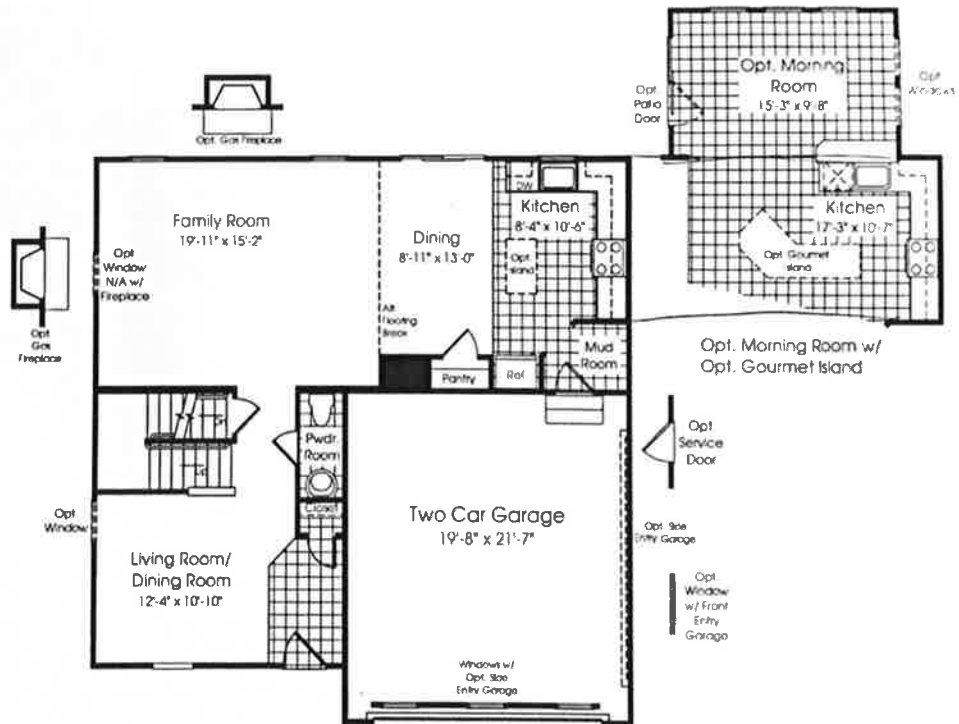 Opt. Morning
Room
15'-3" x 9'-8"
Opt.
Patio
Door
Opt
Windows
Opt. Gas Fireplace
Family Room
19'-11" x 15'-2"
Opt
Window
N/A w/
Fireplace
Opt
Gas
Fireplace
Dining
8'-11" x 13'-0"
Alt
Flooring
Break
DW
Kitchen
8'-4" x 10'-6"
Opt
Island
Kitchen
17'-3" x 10'-7"
Opt. Gourmet
Island
Mud
Room
Pantry
Ref
Opt. Morning Room w/
Opt. Gourmet Island
Pwdr.
Room
Closet
Opt
Service
Door
Opt
Window
Living Room/
Dining Room
12'-4" x 10'-10"
Two Car Garage
19'-8" x 21'-7"
Opt. Side
Entry Garage
Opt.
Window
w/ Front
Entry
Garage
Windows w/
Opt. Side
Entry Garage